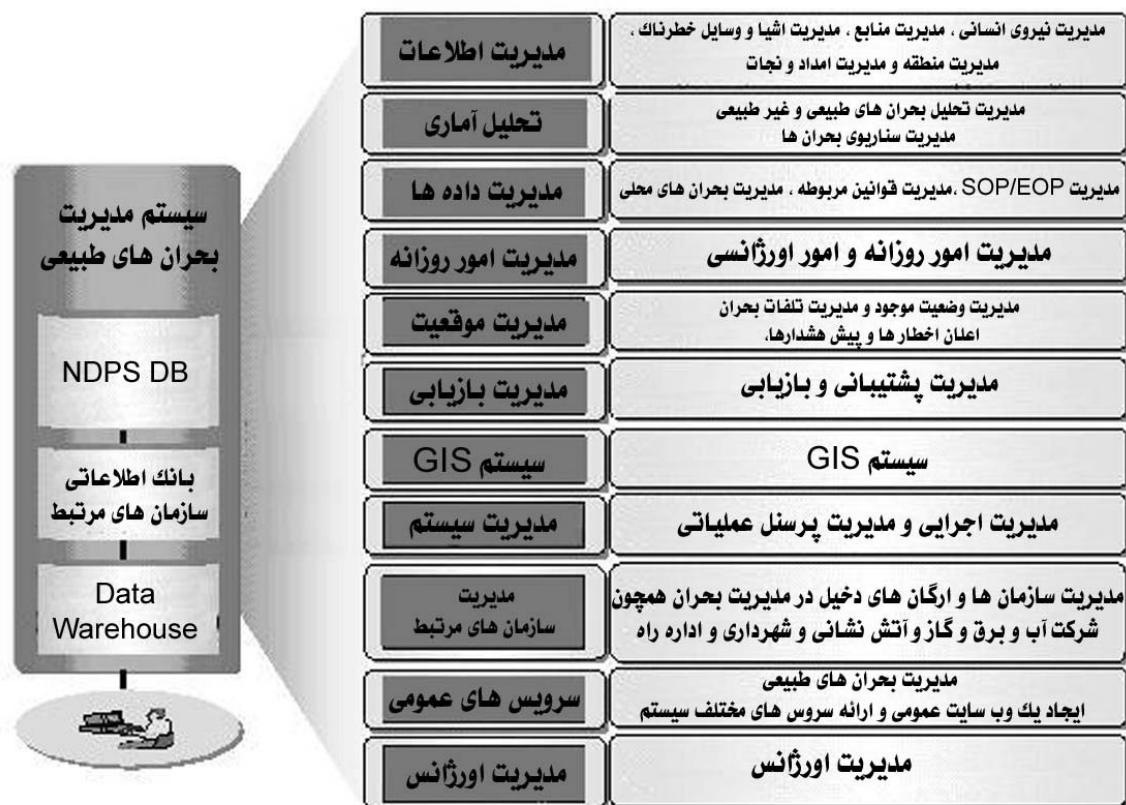 سیستم مدیریت
بحران های طبیعی
NDPS DB
بانک اطلاعاتی
سازمان های مرتبط
Data
Warehouse
مدیریت اطلاعات
مدیریت نیروی انسانی ، مدیریت منابع ، مدیریت اشیا و وسایل خطرناک ،
مدیریت منطقه و مدیریت امداد و نجات
تحلیل آماری
مدیریت تحلیل بحران های طبیعی و غیر طبیعی
مدیریت سناریوی بحران ها
مدیریت داده ها
مدیریت SOP/EOP ،مدیریت قوانین مربوطه ، مدیریت بحران های محلی
مدیریت امور روزانه
مدیریت امور روزانه و امور اورژانسی
مدیریت موقعیت
مدیریت وضعیت موجود و مدیریت تلفات بحران
اعلان اخطار ها و پیش هشدارها،
مدیریت بازیابی
مدیریت پشتیبانی و بازیابی
سیستم GIS
سیستم GIS
مدیریت سیستم
مدیریت اجرایی و مدیریت پرسنل عملیاتی
مدیریت
سازمان های مرتبط
مدیریت سازمان ها و ارگان های دخیل در مدیریت بحران همچون
شرکت آب و برق و گاز و آتش نشانی و شهرداری و اداره راه
سرویس های عمومی
مدیریت بحران های طبیعی
ایجاد یک وب سایت عمومی و ارائه سروس های مختلف سیستم
مدیریت اورژانس
مدیریت اورژانس